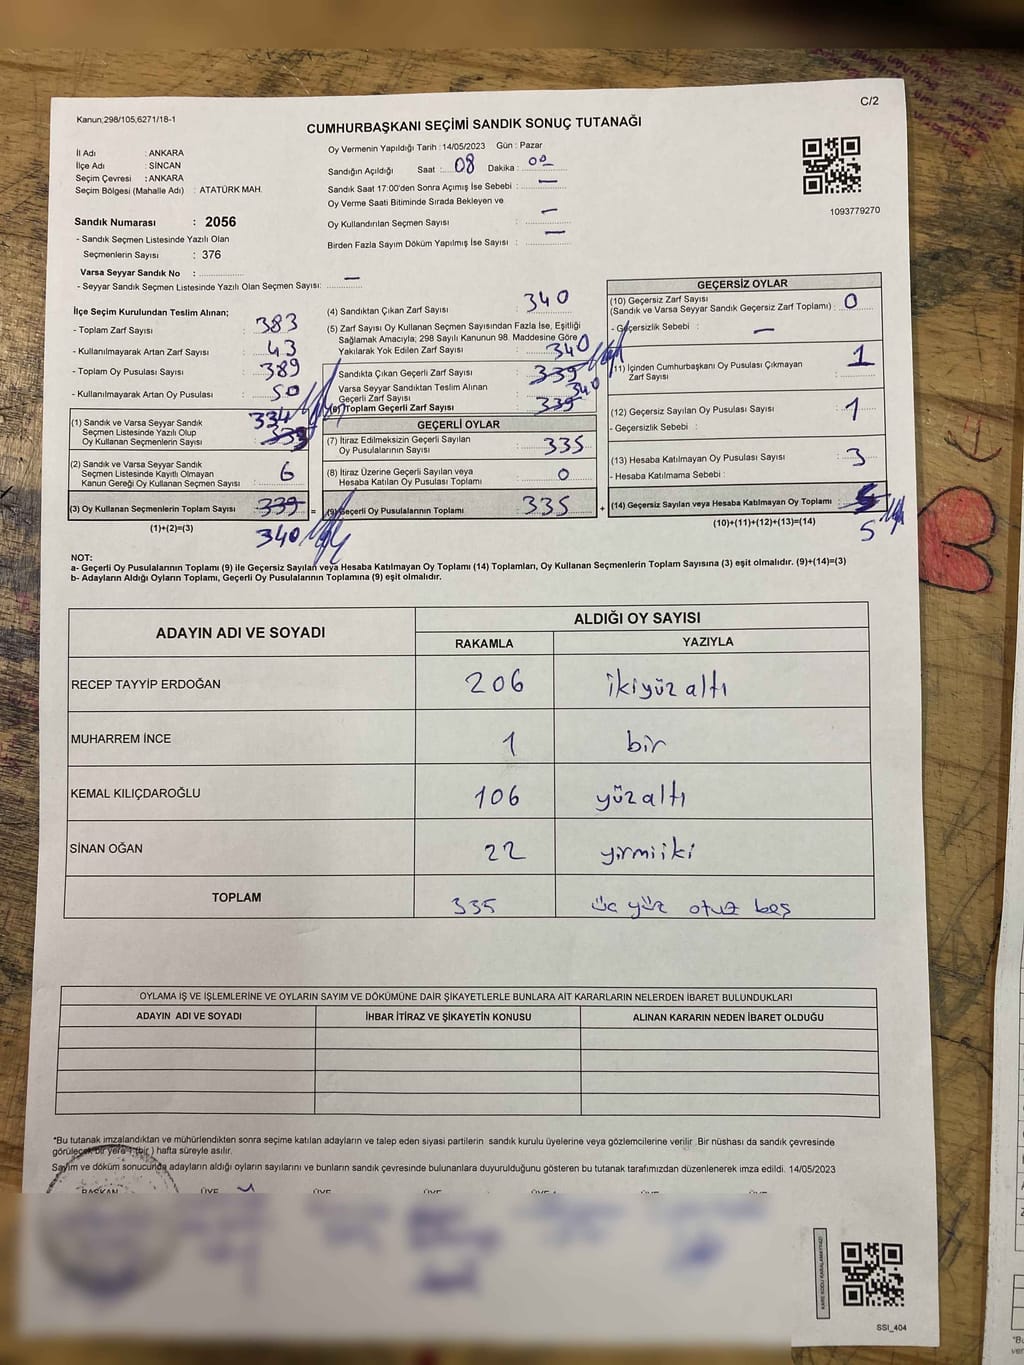 C/2
Kanun;298/105;6271/18-1
CUMHURBAŞKANI SEÇİMİ SANDIK SONUÇ TUTANAĞI
İl Adı : ANKARA
İlçe Adı : SİNCAN
Seçim Çevresi : ANKARA
Seçim Bölgesi (Mahalle Adı) : ATATÜRK MAH.
Sandık Numarası : 2056
- Sandık Seçmen Listesinde Yazılı Olan
Seçmenlerin Sayısı : 376
Varsa Seyyar Sandık No :
- Seyyar Sandık Seçmen Listesinde Yazılı Olan Seçmen Sayısı: —
Oy Vermenin Yapıldığı Tarih : 14/05/2023 Gün : Pazar
Sandığın Açıldığı Saat : 08 Dakika : 00
Sandık Saat 17:00'den Sonra Açımış İse Sebebi : —
Oy Verme Saati Bitiminde Sırada Bekleyen ve
Oy Kullandırılan Seçmen Sayısı : —
Birden Fazla Sayım Döküm Yapılmış İse Sayısı : —
1093779270
İlçe Seçim Kurulundan Teslim Alınan;
- Toplam Zarf Sayısı : 383
- Kullanılmayarak Artan Zarf Sayısı : 43
- Toplam Oy Pusulası Sayısı : 389
- Kullanılmayarak Artan Oy Pusulası : 50
334
(1) Sandık ve Varsa Seyyar Sandık
Seçmen Listesinde Yazılı Olup
Oy Kullanan Seçmenlerin Sayısı : 333
(2) Sandık ve Varsa Seyyar Sandık
Seçmen Listesinde Kayıtlı Olmayan
Kanun Gereği Oy Kullanan Seçmen Sayısı : 6
(3) Oy Kullanan Seçmenlerin Toplam Sayısı : 339 =
(1)+(2)=(3) 340
(4) Sandıktan Çıkan Zarf Sayısı : 340
(5) Zarf Sayısı Oy Kullanan Seçmen Sayısından Fazla İse, Eşitliği
Sağlamak Amacıyla; 298 Sayılı Kanunun 98. Maddesine Göre
Yakılarak Yok Edilen Zarf Sayısı :
340
Sandıkta Çıkan Geçerli Zarf Sayısı : 339
Varsa Seyyar Sandıktan Teslim Alınan
Geçerli Zarf Sayısı : 340
(6) Toplam Geçerli Zarf Sayısı : 339
GEÇERLİ OYLAR
(7) İtiraz Edilmeksizin Geçerli Sayılan
Oy Pusulalarının Sayısı : 335
(8) İtiraz Üzerine Geçerli Sayılan veya
Hesaba Katılan Oy Pusulası Toplamı : 0
(9) Geçerli Oy Pusulalarının Toplamı : 335 +
GEÇERSİZ OYLAR
(10) Geçersiz Zarf Sayısı
(Sandık ve Varsa Seyyar Sandık Geçersiz Zarf Toplamı) : 0
- Geçersizlik Sebebi : —
(11) İçinden Cumhurbaşkanı Oy Pusulası Çıkmayan
Zarf Sayısı : 1
(12) Geçersiz Sayılan Oy Pusulası Sayısı : 1
- Geçersizlik Sebebi :
(13) Hesaba Katılmayan Oy Pusulası Sayısı : 3
- Hesaba Katılmama Sebebi :
(14) Geçersiz Sayılan veya Hesaba Katılmayan Oy Toplamı :
(10)+(11)+(12)+(13)=(14) 5
NOT:
a- Geçerli Oy Pusulalarının Toplamı (9) ile Geçersiz Sayılan veya Hesaba Katılmayan Oy Toplamı (14) Toplamları, Oy Kullanan Seçmenlerin Toplam Sayısına (3) eşit olmalıdır. (9)+(14)=(3)
b- Adayların Aldığı Oyların Toplamı, Geçerli Oy Pusulalarının Toplamına (9) eşit olmalıdır.
ADAYIN ADI VE SOYADI ALDIĞI OY SAYISI
RAKAMLA YAZIYLA
RECEP TAYYİP ERDOĞAN 206 ikiyüz altı
MUHARREM İNCE 1 bir
KEMAL KILIÇDAROĞLU 106 yüz altı
SİNAN OĞAN 22 yirmiiki
TOPLAM 335 üç yüz otuz beş
OYLAMA İŞ VE İŞLEMLERİNE VE OYLARIN SAYIM VE DÖKÜMÜNE DAİR ŞİKAYETLERLE BUNLARA AİT KARARLARIN NELERDEN İBARET BULUNDUKLARI
ADAYIN ADI VE SOYADI İHBAR İTİRAZ VE ŞİKAYETİN KONUSU ALINAN KARARIN NEDEN İBARET OLDUĞU
*Bu tutanak imzalandıktan ve mühürlendikten sonra seçime katılan adayların ve talep eden siyasi partilerin sandık kurulu üyelerine veya gözlemcilerine verilir. Bir nüshası da sandık çevresinde
görülecek bir yere 1 (bir) hafta süreyle asılır.
Sayım ve döküm sonucunda adayların aldığı oyların sayılarını ve bunların sandık çevresinde bulunanlara duyurulduğunu gösteren bu tutanak tarafımızdan düzenlenerek imza edildi. 14/05/2023
BAŞKAN ÜYE ÜYE ÜYE ÜYE ÜYE ÜYE
KARE KODU KARALAMAYINIZ!
SSI_404